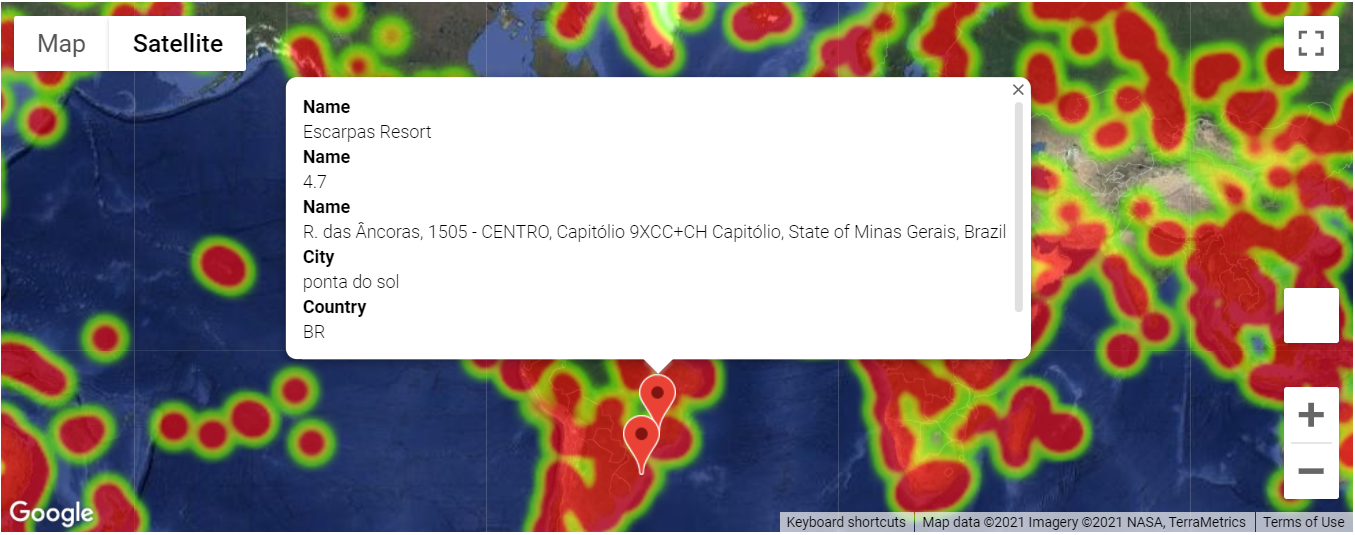 Map
Satellite
Name
Escarpas Resort
Name
4.7
Name
R. das Âncoras, 1505 - CENTRO, Capitólio 9XCC+CH Capitólio, State of Minas Gerais, Brazil
City
ponta do sol
Country
BR
Google
Keyboard shortcuts
Map data ©2021 Imagery ©2021 NASA, TerraMetrics
Terms of Use